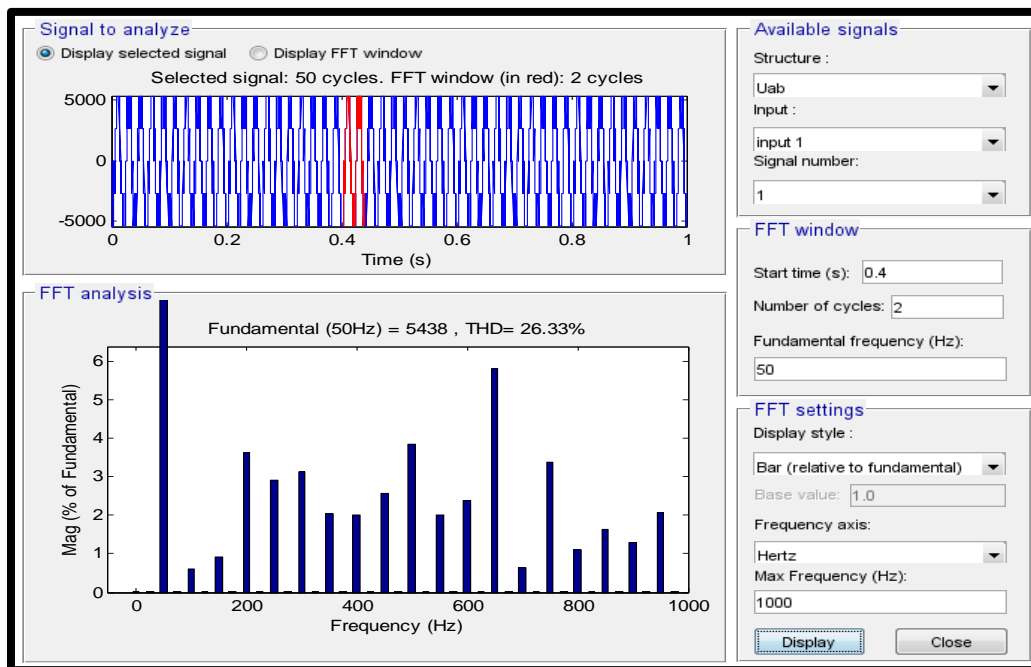 Signal to analyze
Display selected signal
Display FFT window
Selected signal: 50 cycles. FFT window (in red): 2 cycles
5000
0
-5000
0 0.2 0.4 0.6 0.8 1
Time (s)
FFT analysis
Fundamental (50Hz) = 5438 , THD= 26.33%
6
5
4
3
2
1
0
Mag (% of Fundamental)
0 200 400 600 800 1000
Frequency (Hz)
Available signals
Structure :
Uab
Input :
input 1
Signal number:
1
FFT window
Start time (s): 0.4
Number of cycles: 2
Fundamental frequency (Hz):
50
FFT settings
Display style :
Bar (relative to fundamental)
Base value: 1.0
Frequency axis:
Hertz
Max Frequency (Hz):
1000
Display Close